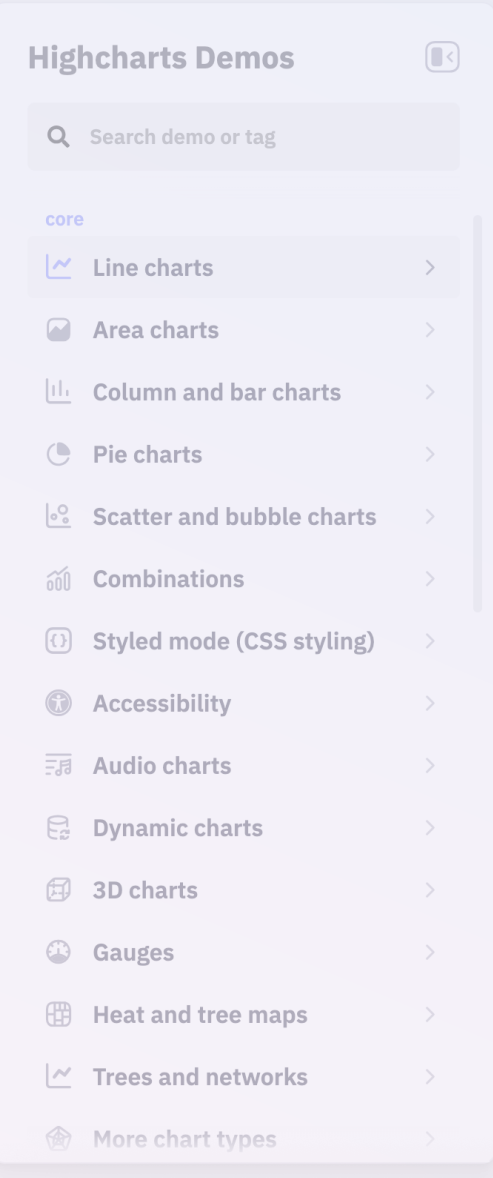 Highcharts Demos
Search demo or tag
core
Line charts
Area charts
Column and bar charts
Pie charts
Scatter and bubble charts
Combinations
Styled mode (CSS styling)
Accessibility
Audio charts
Dynamic charts
3D charts
Gauges
Heat and tree maps
Trees and networks
More chart types